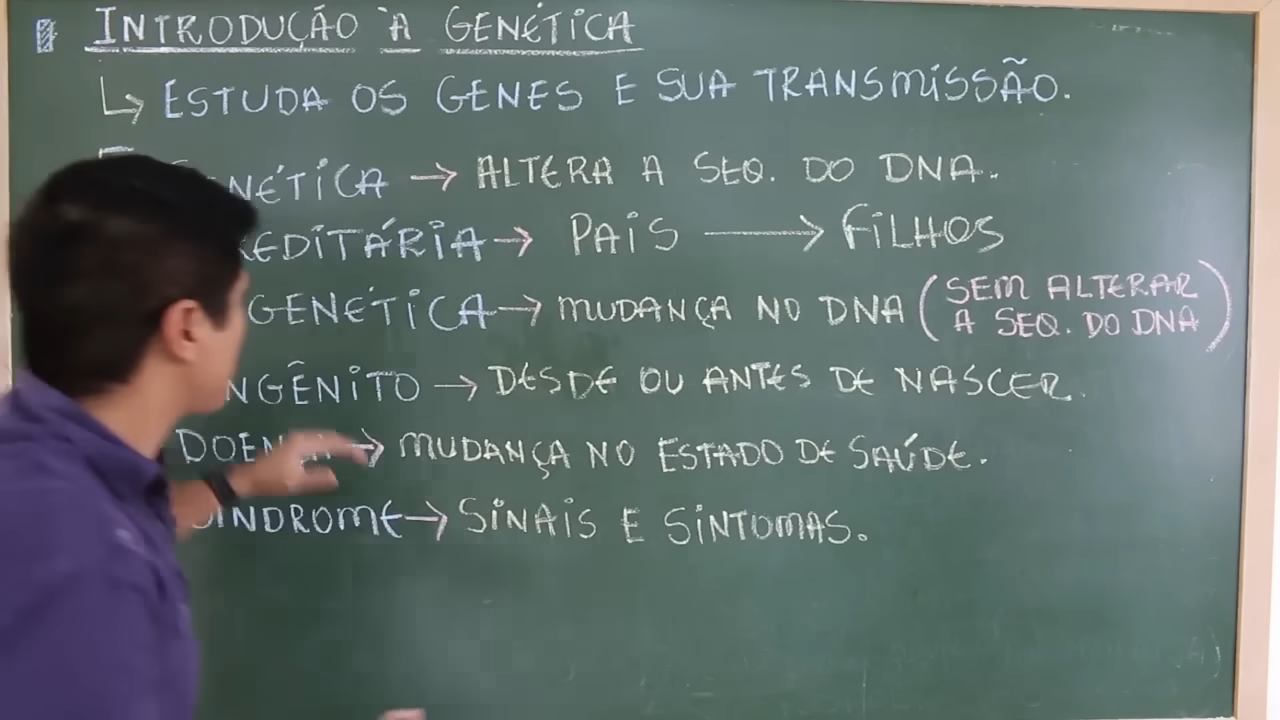 INTRODUÇÃO À GENÉTICA
↳ ESTUDA OS GENES E SUA TRANSMISSÃO.
→ ALTERA A SEQ. DO DNA.
→ PAIS → FILHOS
→ MUDANÇA NO DNA (SEM ALTERAR
A SEQ. DO DNA)
→ DESDE OU ANTES DE NASCER.
→ MUDANÇA NO ESTADO DE SAÚDE.
SÍNDROME → SINAIS E SINTOMAS.